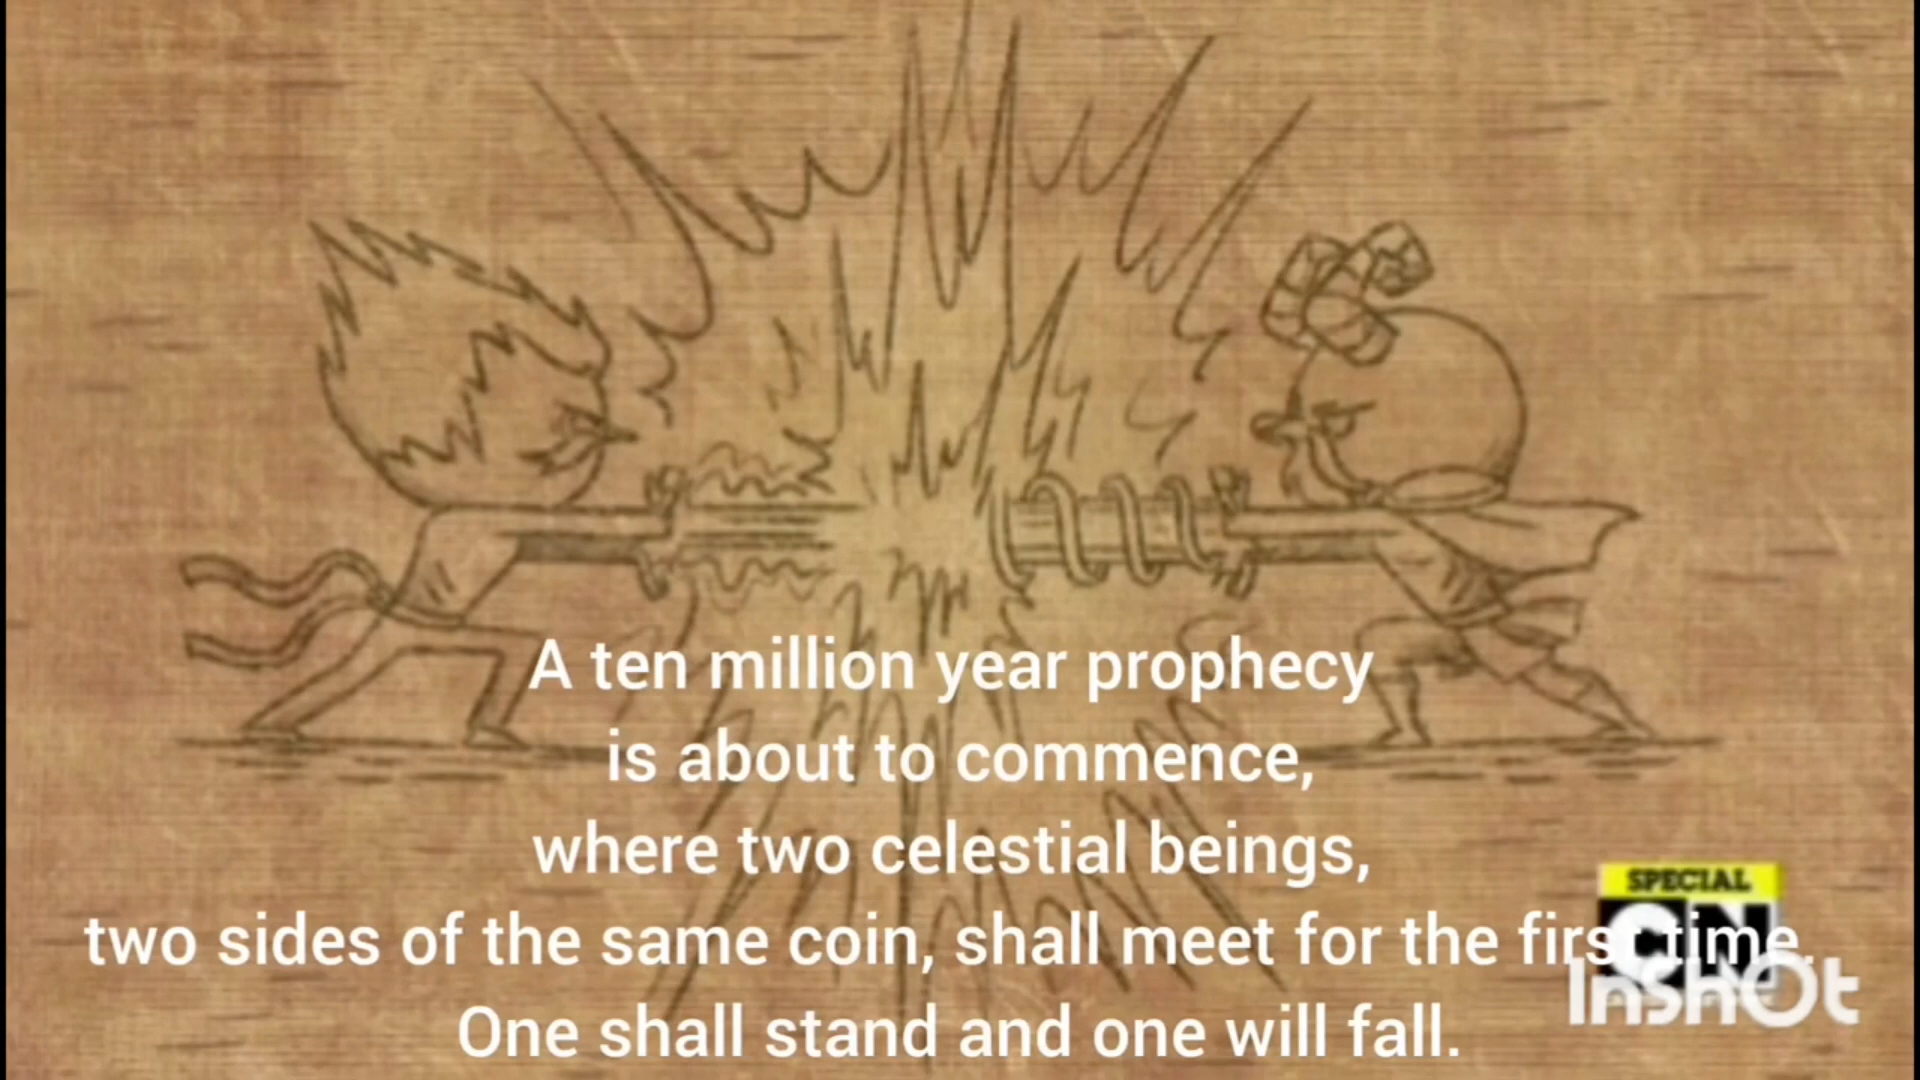 A ten million year prophecy
is about to commence,
where two celestial beings,
two sides of the same coin, shall meet for the first time.
One shall stand and one will fall.
SPECIAL
CN
InShOt